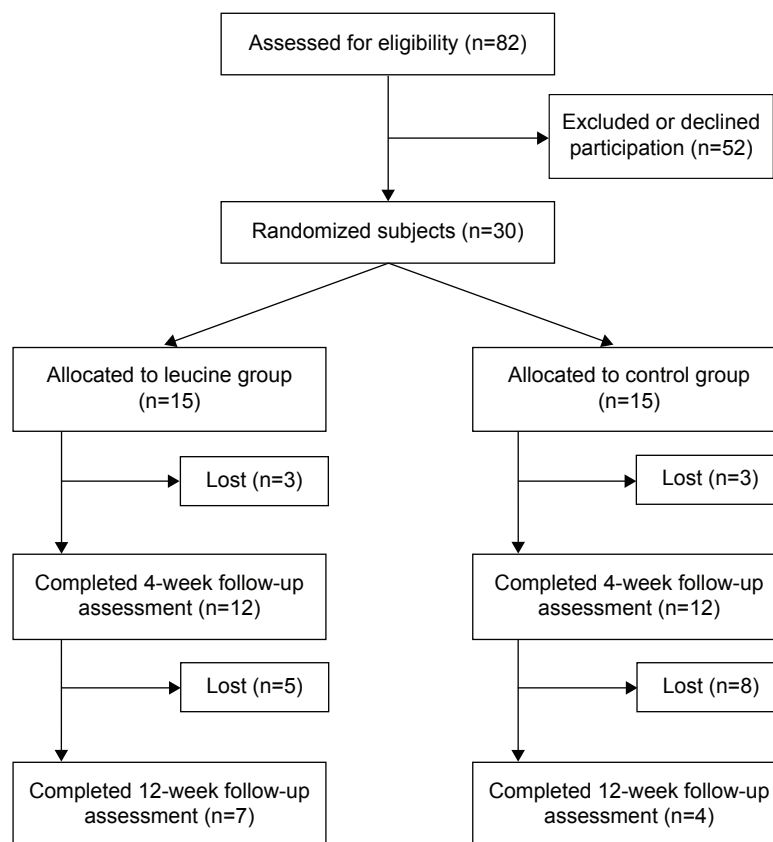 Assessed for eligibility (n=82)
Excluded or declined
participation (n=52)
Randomized subjects (n=30)
Allocated to leucine group
(n=15)
Allocated to control group
(n=15)
Lost (n=3)
Lost (n=3)
Completed 4-week follow-up
assessment (n=12)
Completed 4-week follow-up
assessment (n=12)
Lost (n=5)
Lost (n=8)
Completed 12-week follow-up
assessment (n=7)
Completed 12-week follow-up
assessment (n=4)